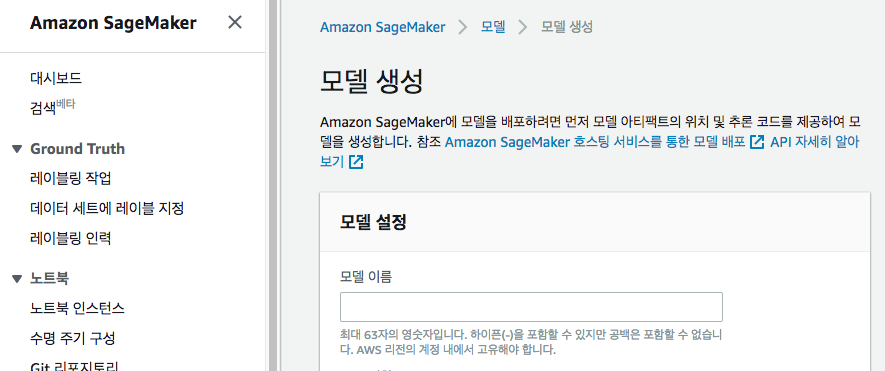 Amazon SageMaker
대시보드
검색베타
Ground Truth
레이블링 작업
데이터 세트에 레이블 지정
레이블링 인력
노트북
노트북 인스턴스
수명 주기 구성
Git 리포지토리
Amazon SageMaker > 모델 > 모델 생성
모델 생성
Amazon SageMaker에 모델을 배포하려면 먼저 모델 아티팩트의 위치 및 추론 코드를 제공하여 모
델을 생성합니다. 참조 Amazon SageMaker 호스팅 서비스를 통한 모델 배포 API 자세히 알아
보기
모델 설정
모델 이름
최대 63자의 영숫자입니다. 하이픈(-)을 포함할 수 있지만 공백은 포함할 수 없습니
다. AWS 리전의 계정 내에서 고유해야 합니다.